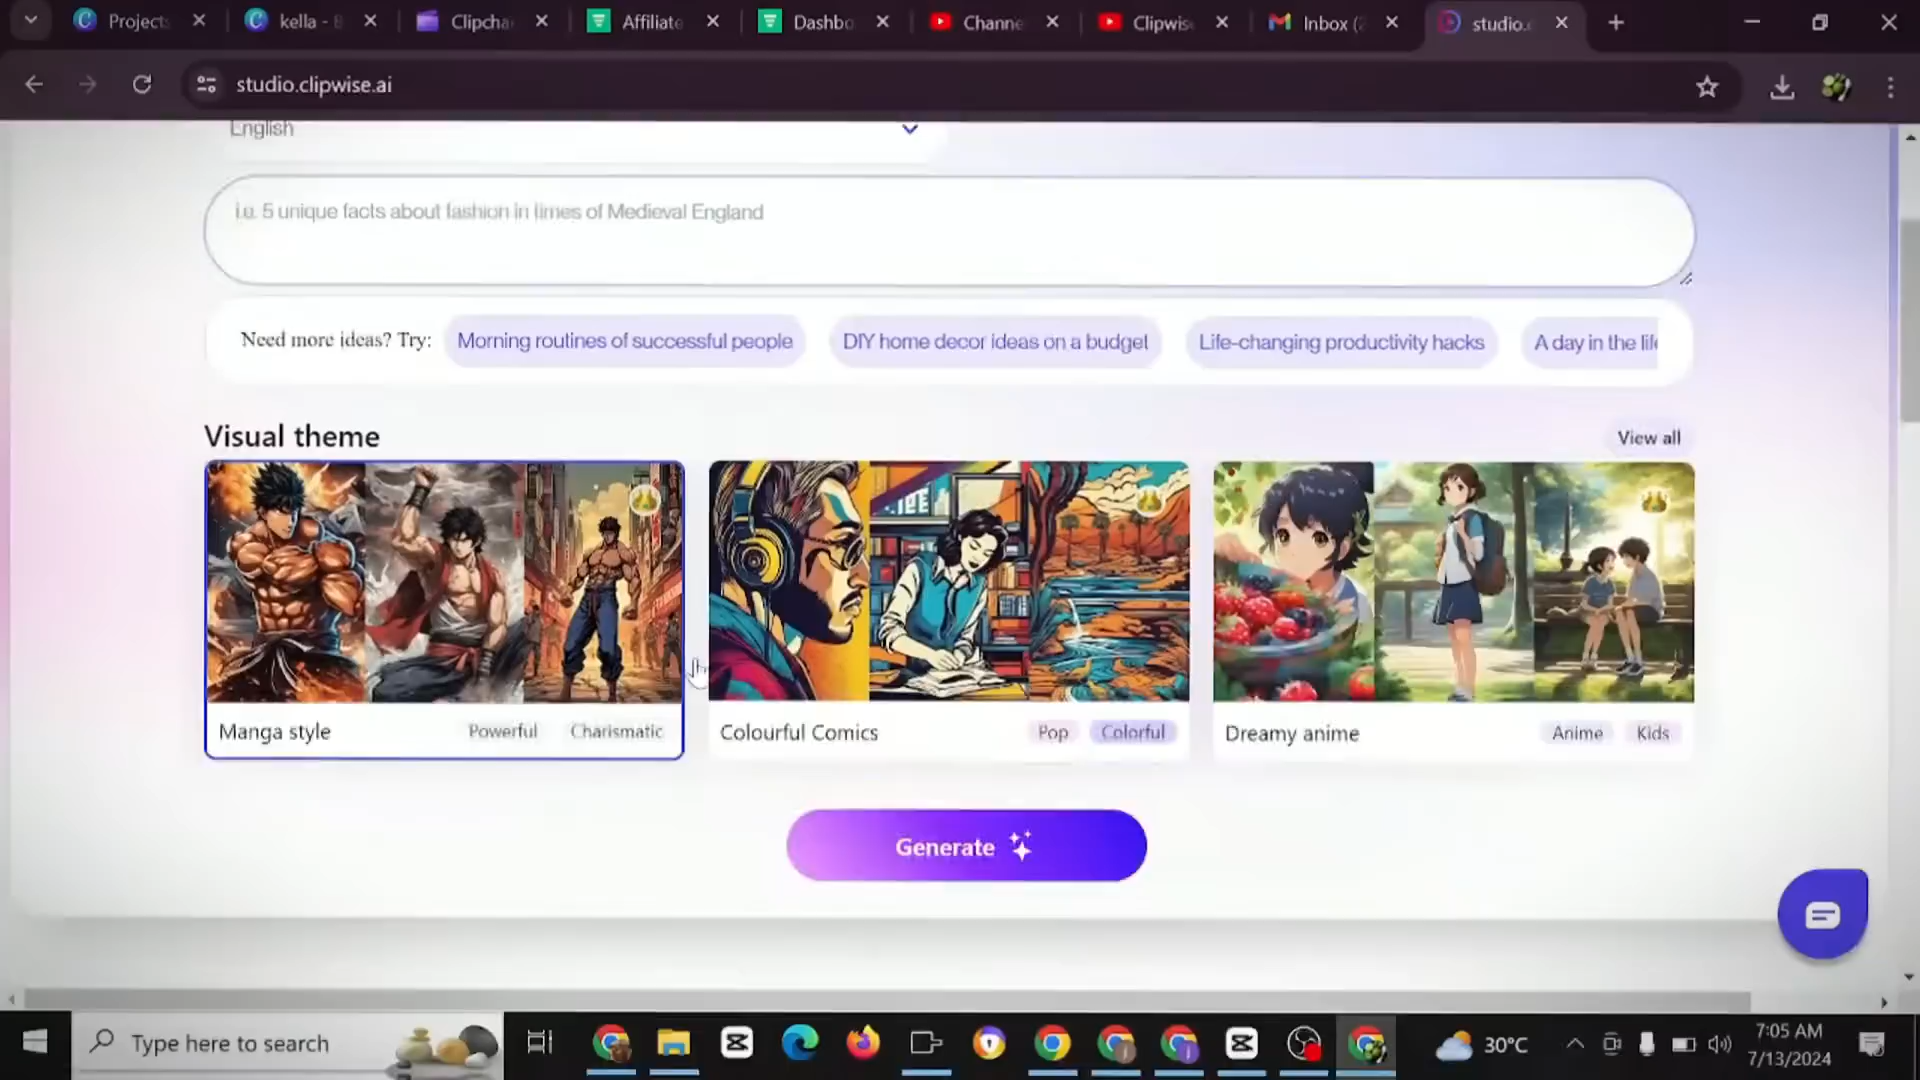 Project
kella -
Clipcha
Affiliate
Dashbo
Channe
Clipwis
Inbox (2
studio.
studio.clipwise.ai
English
i.e. 5 unique facts about fashion in times of Medieval England
Need more ideas? Try:
Morning routines of successful people
DIY home decor ideas on a budget
Life-changing productivity hacks
A day in the life
Visual theme
View all
Manga style
Powerful
Charismatic
Colourful Comics
Pop
Colorful
Dreamy anime
Anime
Kids
Generate
Type here to search
30°C
7:05 AM
7/13/2024